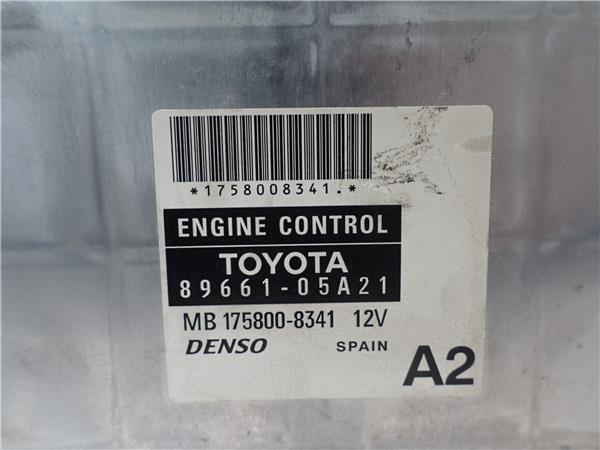 *1758008341.*
ENGINE CONTROL
TOYOTA
89661-05A21
MB 175800-8341 12V
DENSO SPAIN A2